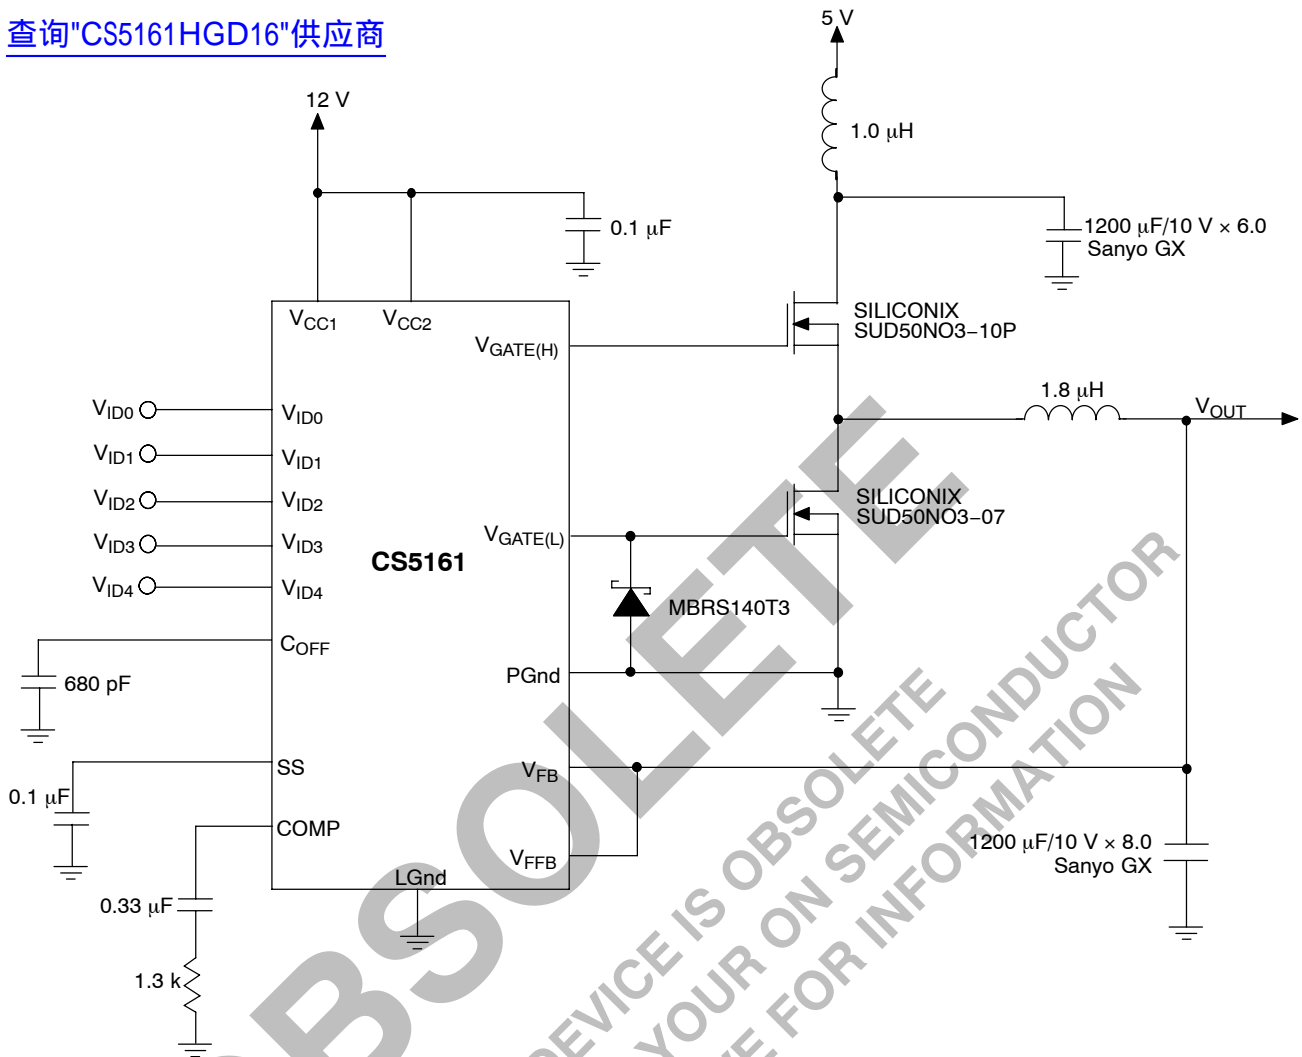 查询"CS5161HGD16"供应商
5 V
12 V
1.0 μH
0.1 μF
1200 μF/10 V × 6.0
Sanyo GX
VCC1
VCC2
VGATE(H)
SILICONIX
SUD50NO3−10P
1.8 μH
VOUT
VID0
VID0
VID1
VID1
VID2
VID2
VID3
VID3
VID4
VID4
CS5161
VGATE(L)
SILICONIX
SUD50NO3−07
MBRS140T3
COFF
680 pF
PGnd
SS
VFB
0.1 μF
COMP
VFFB
1200 μF/10 V × 8.0
Sanyo GX
LGnd
0.33 μF
1.3 k
OBSOLETE
DEVICE IS OBSOLETE
YOUR ON SEMICONDUCTOR
FOR INFORMATION